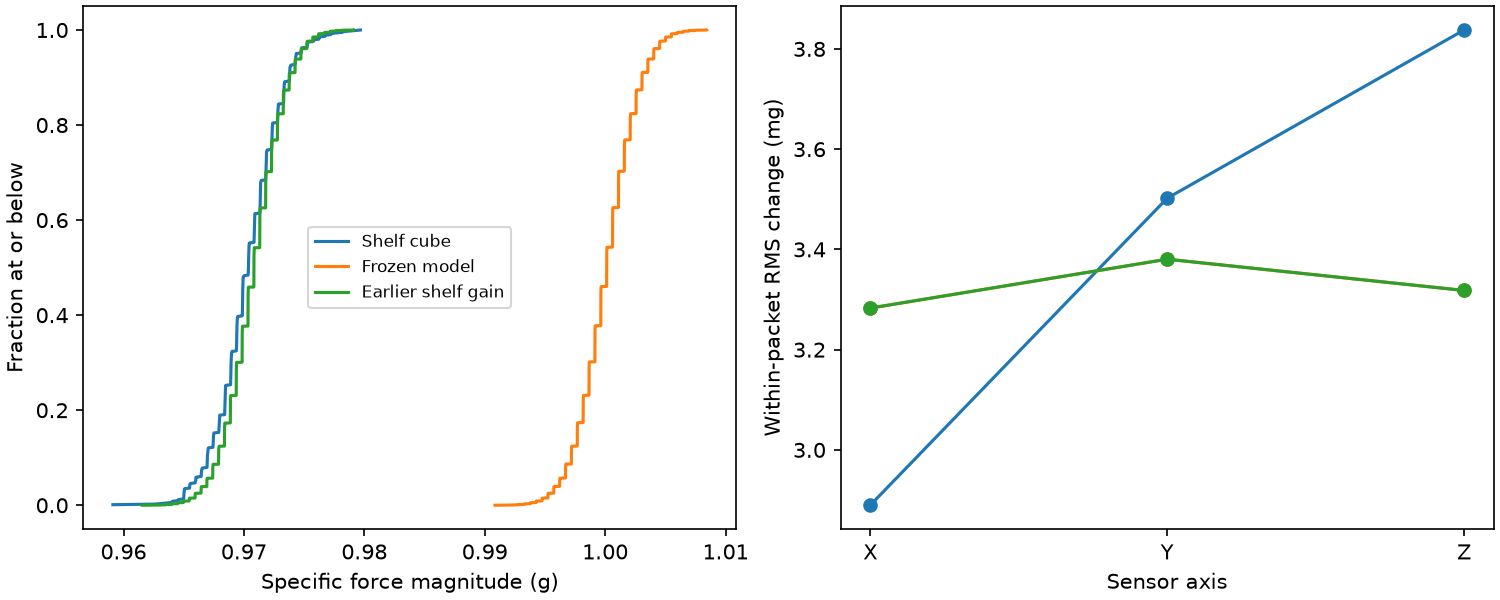 1.0
0.8
0.6
0.4
0.2
0.0
Fraction at or below
0.96 0.97 0.98 0.99 1.00 1.01
Specific force magnitude (g)
Shelf cube
Frozen model
Earlier shelf gain
3.8
3.6
3.4
3.2
3.0
Within-packet RMS change (mg)
X Y Z
Sensor axis